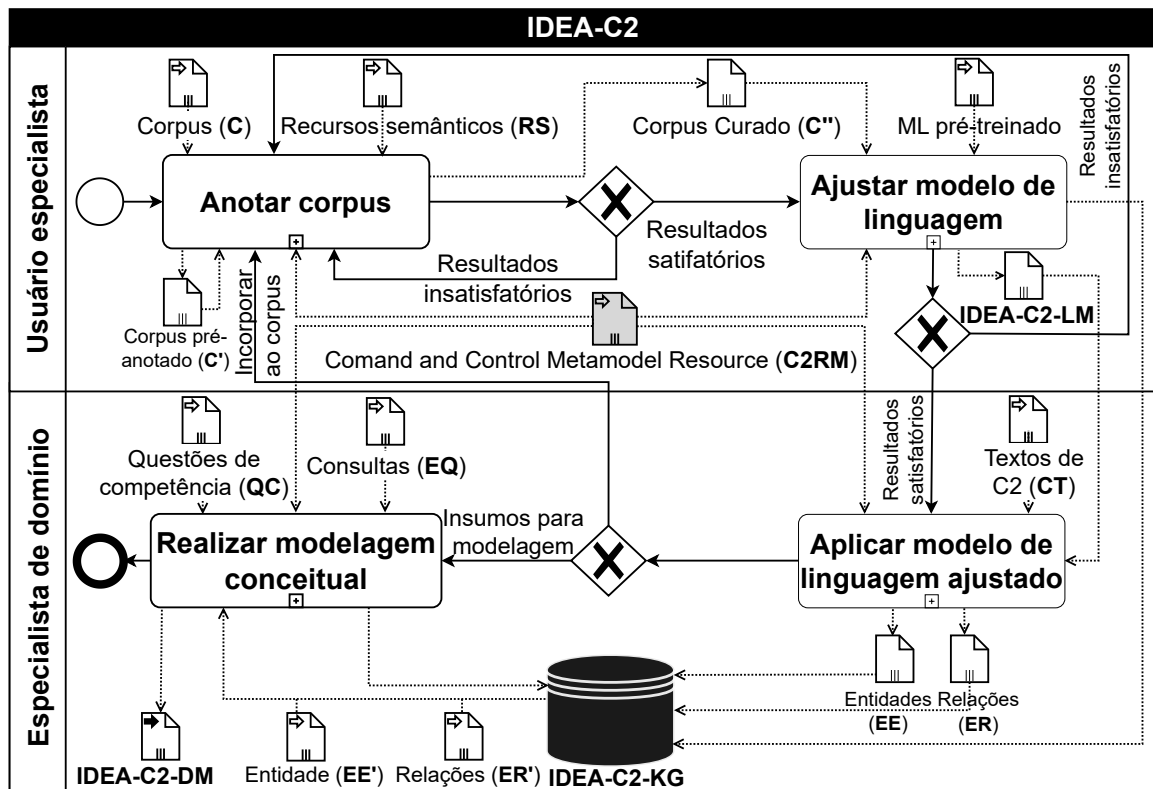 IDEA-C2
Usuário especialista
Corpus (C)
Recursos semânticos (RS)
Corpus Curado (C'')
ML pré-treinado
Resultados
insatisfatórios
Anotar corpus
Ajustar modelo de
linguagem
Resultados
satifatórios
Resultados
insatisfatórios
Corpus pré-
anotado (C')
Incorporar
ao corpus
IDEA-C2-LM
Comand and Control Metamodel Resource (C2RM)
Especialista de domínio
Questões de
competência (QC)
Consultas (EQ)
Resultados
satisfatórios
Textos de
C2 (CT)
Realizar modelagem
conceitual
Insumos para
modelagem
Aplicar modelo de
linguagem ajustado
Entidades
(EE)
Relações
(ER)
IDEA-C2-DM
Entidade (EE')
Relações (ER')
IDEA-C2-KG